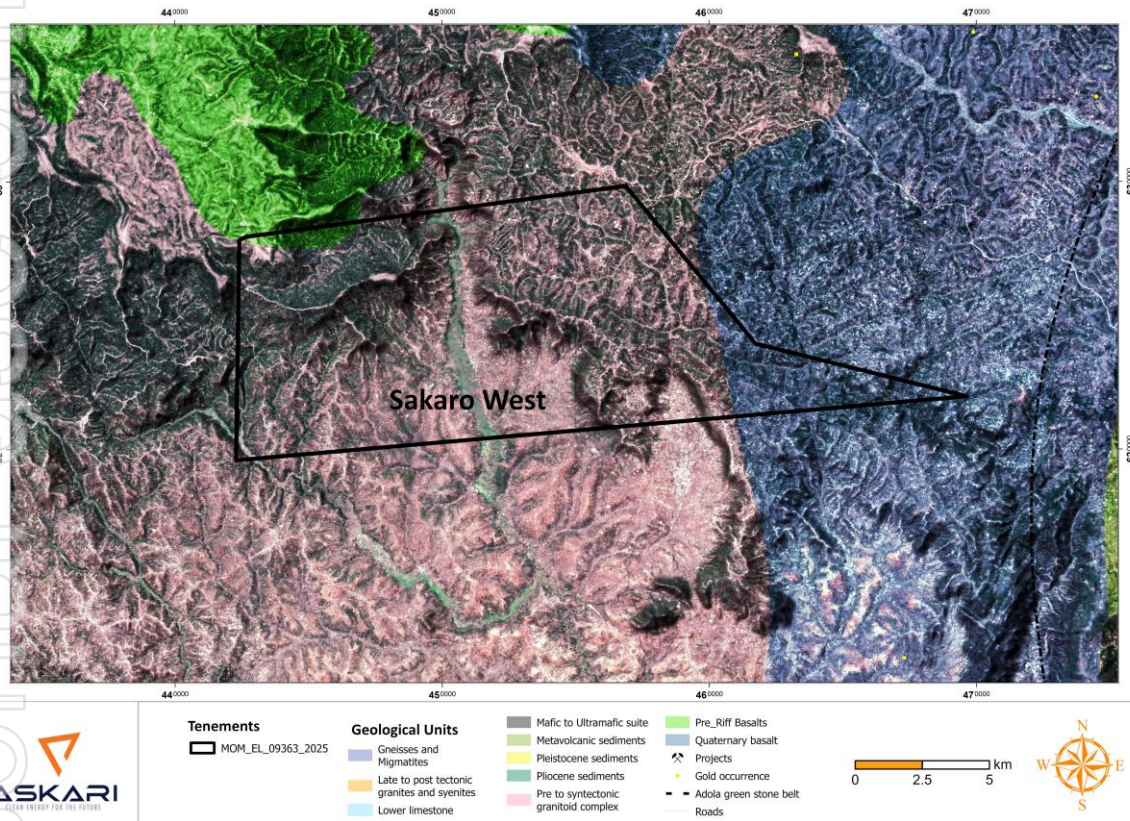 44⁰⁰⁰⁰ 45⁰⁰⁰⁰ 46⁰⁰⁰⁰ 47⁰⁰⁰⁰
Sakaro West
44⁰⁰⁰⁰ 45⁰⁰⁰⁰ 46⁰⁰⁰⁰ 47⁰⁰⁰⁰
ASKARI
CLEAN ENERGY FOR THE FUTURE
Tenements
MOM_EL_09363_2025
Geological Units
Gneisses and
Migmatites
Late to post tectonic
granites and syenites
Lower limestone
Mafic to Ultramafic suite
Metavolcanic sediments
Pleistocene sediments
Pliocene sediments
Pre to syntectonic
granitoid complex
Pre_Riff Basalts
Quaternary basalt
Projects
Gold occurrence
Adola green stone belt
Roads
km
0 2.5 5
N
W E
S